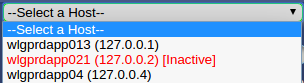 --Select a Host--
--Select a Host--
wlgprdapp013 (127.0.0.1)
wlgprdapp021 (127.0.0.2) [Inactive]
wlgprdapp04 (127.0.0.4)